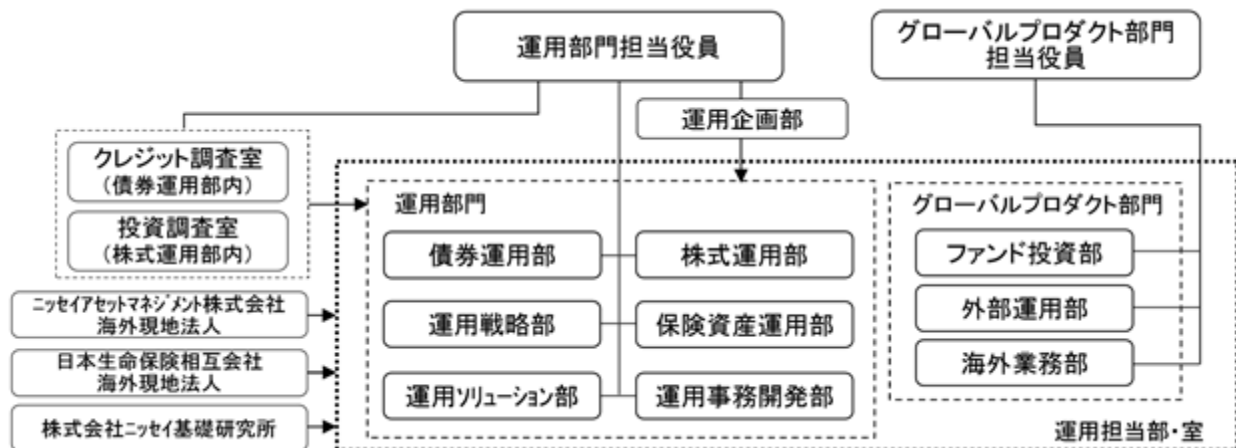 運用部門担当役員
グローバルプロダクト部門
担当役員
運用企画部
クレジット調査室
(債券運用部内)
投資調査室
(株式運用部内)
運用部門
グローバルプロダクト部門
債券運用部
株式運用部
ファンド投資部
ニッセイアセットマネジメント株式会社
海外現地法人
運用戦略部
保険資産運用部
外部運用部
日本生命保険相互会社
海外現地法人
海外業務部
運用ソリューション部
運用事務開発部
株式会社ニッセイ基礎研究所
運用担当部・室